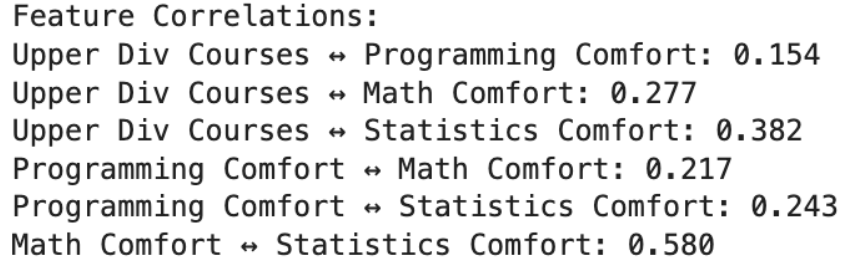 Feature Correlations:
Upper Div Courses ↔ Programming Comfort: 0.154
Upper Div Courses ↔ Math Comfort: 0.277
Upper Div Courses ↔ Statistics Comfort: 0.382
Programming Comfort ↔ Math Comfort: 0.217
Programming Comfort ↔ Statistics Comfort: 0.243
Math Comfort ↔ Statistics Comfort: 0.580